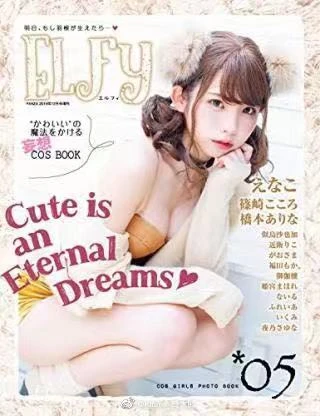 明日、もし羽根が生えたら…♥
ELFY
エルフィ
"かわいい"の
魔法をかける
妄想
COS BOOK
えなこ
篠崎こころ
橋本ありな
似鳥沙也加
近衛りこ
がおさま
福田もか
御伽樒
姫宮まほれ
ないる
ふれいあ
いくみ
夜乃さゆな
Cute is
an
Eternal
Dreams♥
*05
COS GIRLS PHOTO BOOK